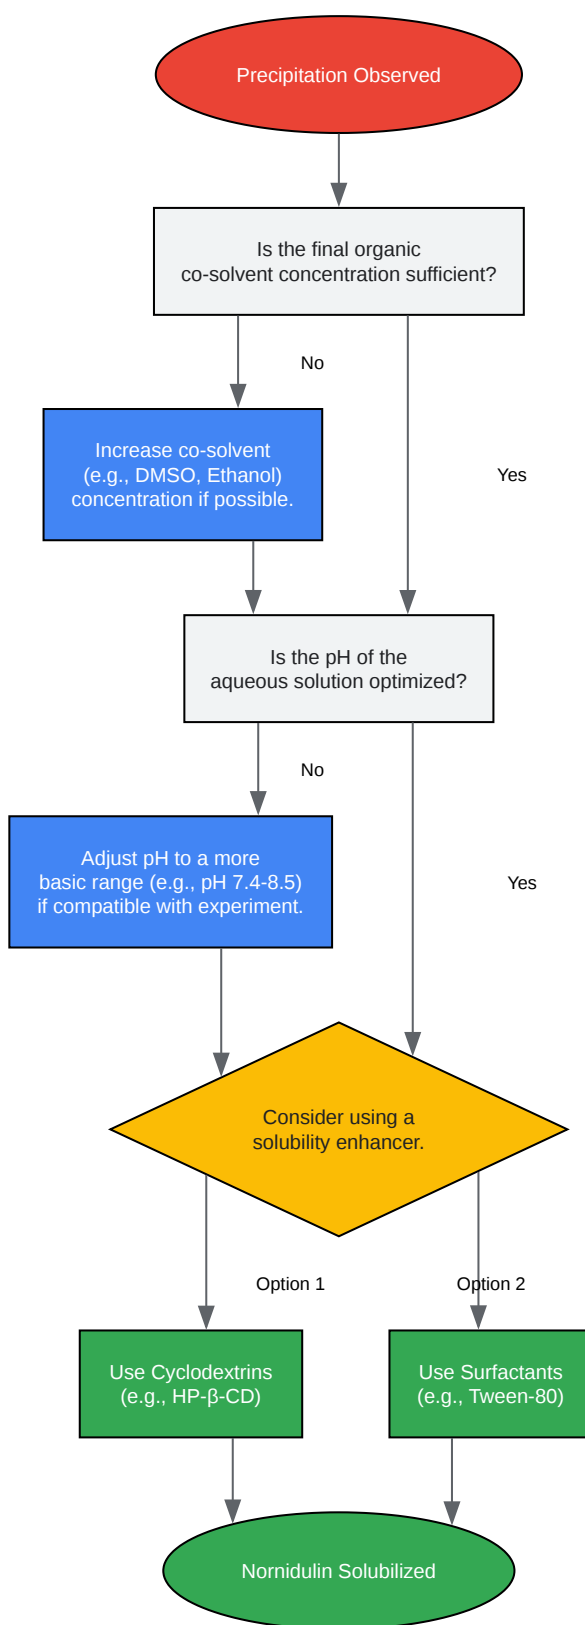 Precipitation Observed
Is the final organic
co-solvent concentration sufficient?
No
Increase co-solvent
(e.g., DMSO, Ethanol)
concentration if possible.
Yes
Is the pH of the
aqueous solution optimized?
No
Adjust pH to a more
basic range (e.g., pH 7.4-8.5)
if compatible with experiment.
Yes
Consider using a
solubility enhancer.
Option 1
Option 2
Use Cyclodextrins
(e.g., HP-β-CD)
Use Surfactants
(e.g., Tween-80)
Nornidulin Solubilized